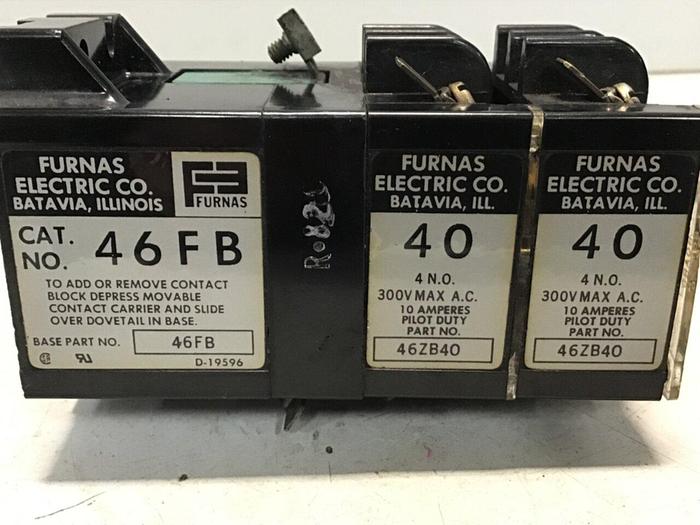 FURNAS
ELECTRIC CO.
BATAVIA, ILLINOIS
FURNAS
CAT.
NO. 46FB
TO ADD OR REMOVE CONTACT
BLOCK DEPRESS MOVABLE
CONTACT CARRIER AND SLIDE
OVER DOVETAIL IN BASE.
BASE PART NO. 46FB
D-19596
FURNAS
ELECTRIC CO.
BATAVIA, ILL.
40
4 N.O.
300V MAX A.C.
10 AMPERES
PILOT DUTY
PART NO.
46ZB40
FURNAS
ELECTRIC CO.
BATAVIA, ILL.
40
4 N.O.
300V MAX A.C.
10 AMPERES
PILOT DUTY
PART NO.
46ZB40